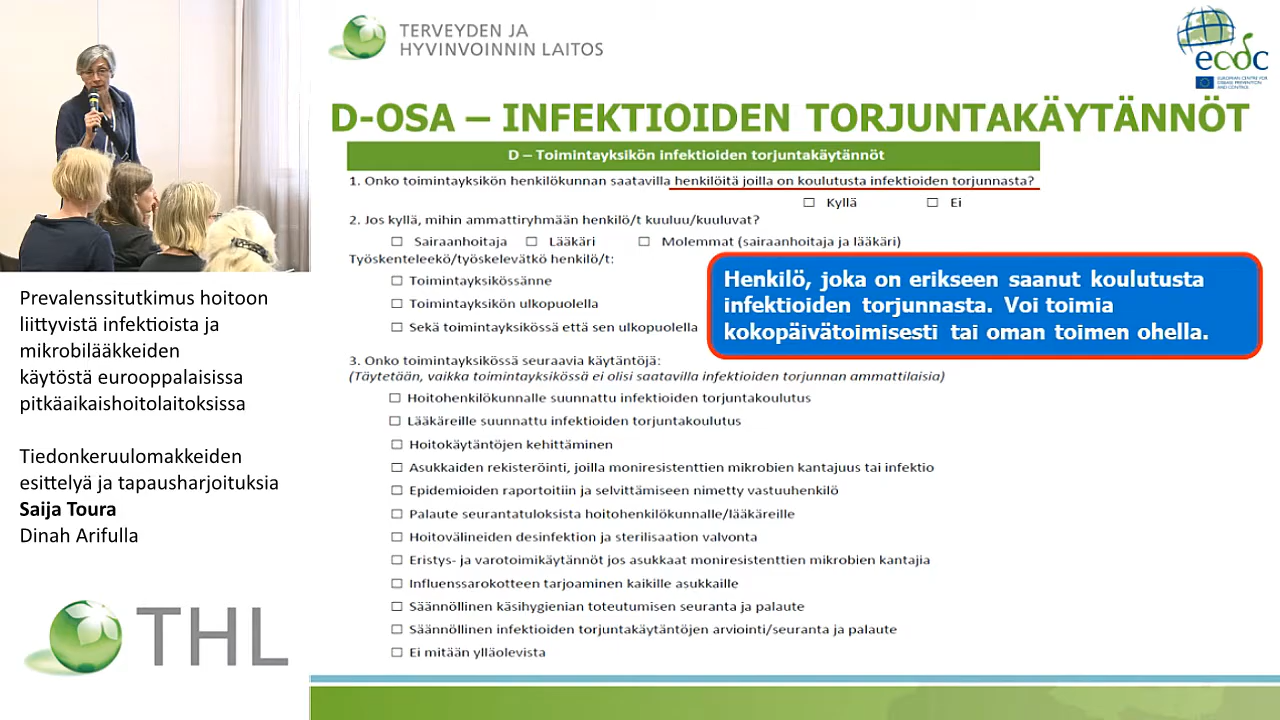 TERVEYDEN JA
HYVINVOINNIN LAITOS
ecdc
EUROPEAN CENTRE FOR
DISEASE PREVENTION
AND CONTROL
D-OSA – INFEKTIOIDEN TORJUNTAKÄYTÄNNÖT
D – Toimintayksikön infektioiden torjuntakäytännöt
1. Onko toimintayksikön henkilökunnan saatavilla henkilöitä joilla on koulutusta infektioiden torjunnasta?
☐ Kyllä ☐ Ei
2. Jos kyllä, mihin ammattiryhmään henkilö/t kuuluu/kuuluvat?
☐ Sairaanhoitaja ☐ Lääkäri ☐ Molemmat (sairaanhoitaja ja lääkäri)
Työskenteleekö/työskelevätkö henkilö/t:
☐ Toimintayksikössänne
☐ Toimintayksikön ulkopuolella
☐ Sekä toimintayksikössä että sen ulkopuolella
Henkilö, joka on erikseen saanut koulutusta
infektioiden torjunnasta. Voi toimia
kokopäivätoimisesti tai oman toimen ohella.
3. Onko toimintayksikössä seuraavia käytäntöjä:
(Täytetään, vaikka toimintayksikössä ei olisi saatavilla infektioiden torjunnan ammattilaisia)
☐ Hoitohenkilökunnalle suunnattu infektioiden torjuntakoulutus
☐ Lääkäreille suunnattu infektioiden torjuntakoulutus
☐ Hoitokäytäntöjen kehittäminen
☐ Asukkaiden rekisteröinti, joilla moniresistenttien mikrobien kantajuus tai infektio
☐ Epidemioiden raportoitiin ja selvittämiseen nimetty vastuuhenkilö
☐ Palaute seurantatuloksista hoitohenkilökunnalle/lääkäreille
☐ Hoitovälineiden desinfektion ja sterilisaation valvonta
☐ Eristys- ja varotoimikäytännöt jos asukkaat moniresistenttien mikrobien kantajia
☐ Influenssarokotteen tarjoaminen kaikille asukkaille
☐ Säännöllinen käsihygienian toteutumisen seuranta ja palaute
☐ Säännöllinen infektioiden torjuntakäytäntöjen arviointi/seuranta ja palaute
☐ Ei mitään ylläolevista
Prevalenssitutkimus hoitoon
liittyvistä infektioista ja
mikrobilääkkeiden
käytöstä eurooppalaisissa
pitkäaikaishoitolaitoksissa
Tiedonkeruulomakkeiden
esittelyä ja tapausharjoituksia
Saija Toura
Dinah Arifulla
THL